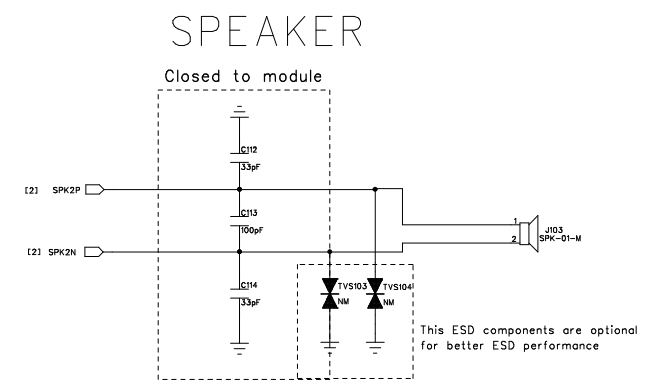 SPEAKER
Closed to module
C112
33pF
[2] SPK2P
C113
100pF
1
J103
2
SPK-01-M
[2] SPK2N
C114
33pF
TVS103
TVS104
NM
NM
This ESD components are optional
for better ESD performance